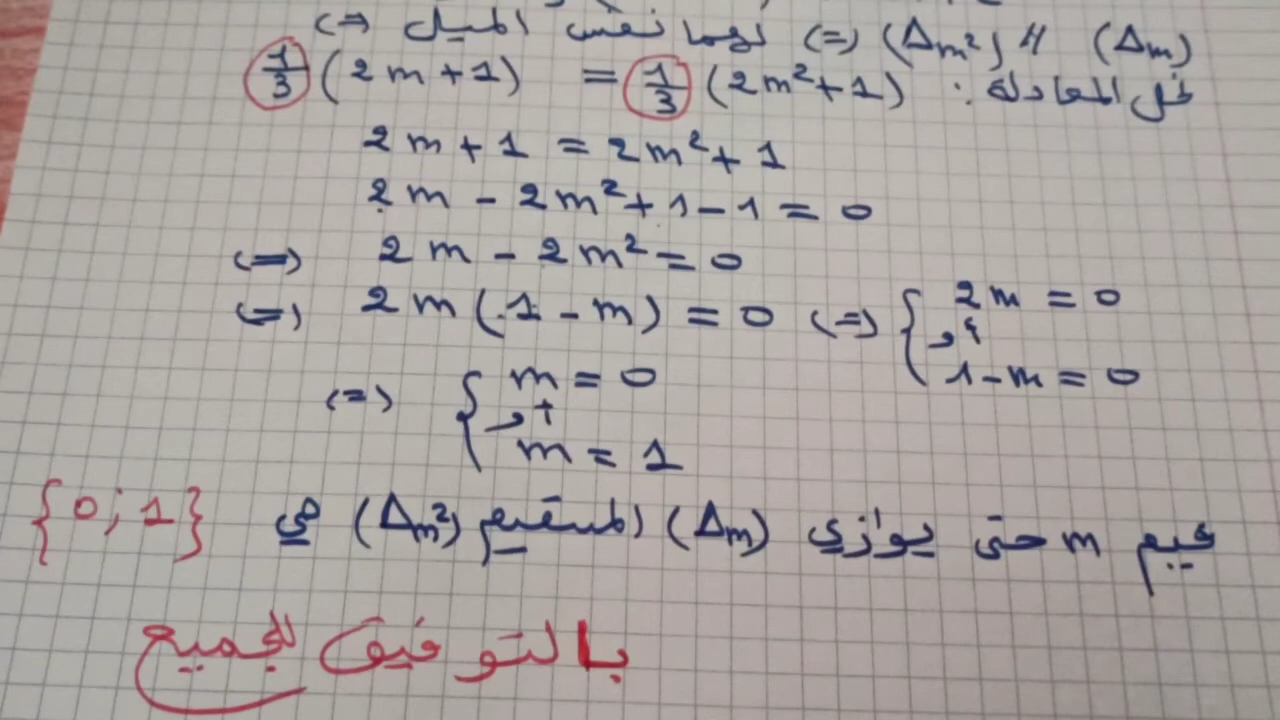 (Δm) // (Δm²) (=) لهما نفس الميل (=)
نحل المعادلة : 1/3 (2m + 1) = 1/3 (2m² + 1)
2m + 1 = 2m² + 1
2m - 2m² + 1 - 1 = 0
(=) 2m - 2m² = 0
(=) 2m (1 - m) = 0 (=) { 2m = 0
أو
1 - m = 0
(=) { m = 0
أو
m = 1
قيم m حتى يوازي (Δm) المستقيم (Δm²) هي {0 ; 1}
بالتوفيق للجميع